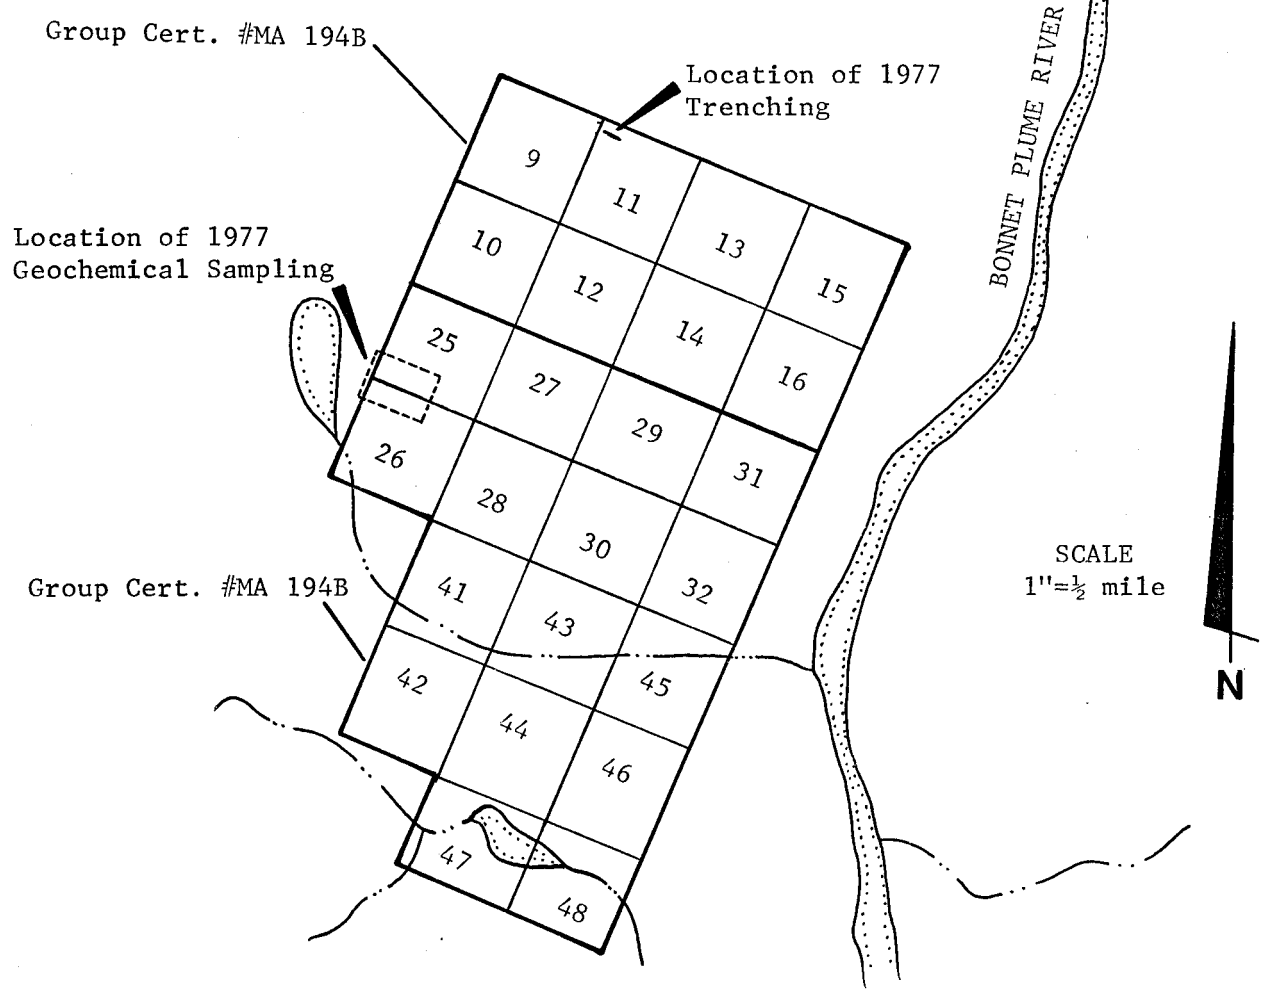 Group Cert. #MA 194B
Location of 1977
Trenching
BONNET PLUME RIVER
9
11
13
15
10
12
14
16
Location of 1977
Geochemical Sampling
25
27
29
31
26
28
30
32
SCALE
1"=½ mile
Group Cert. #MA 194B
41
43
45
42
44
46
N
47
48